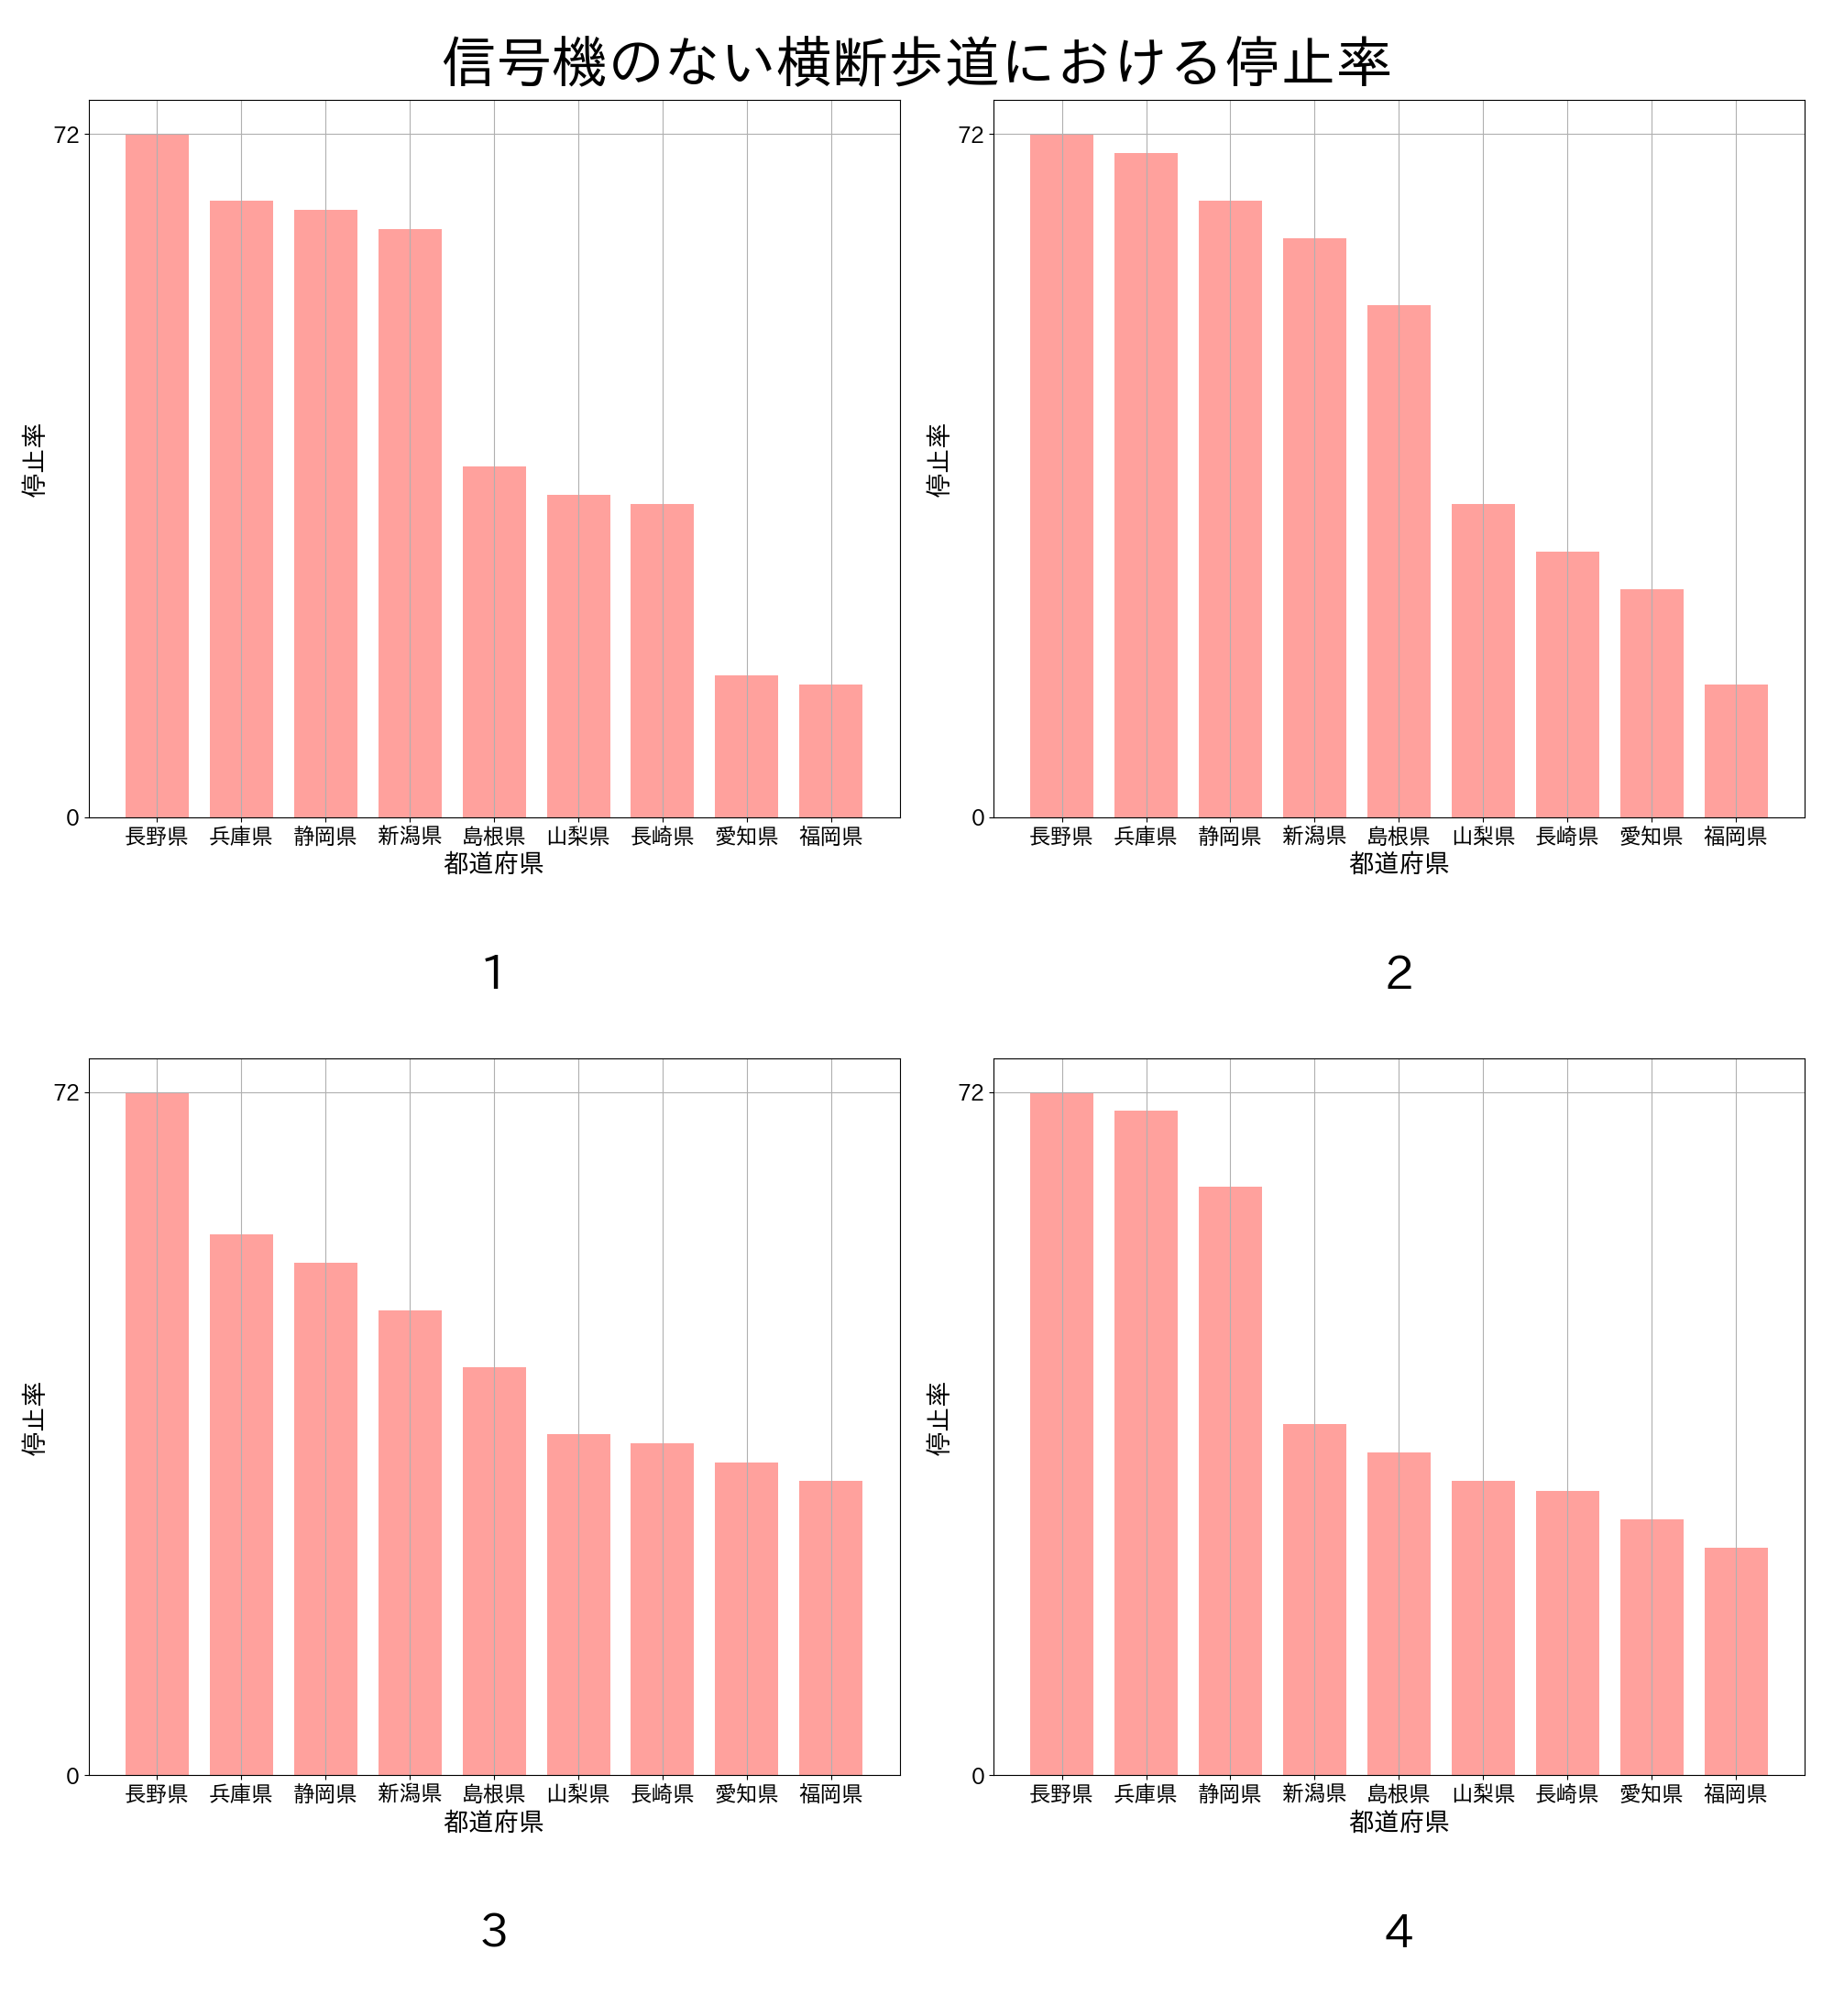 信号機のない横断歩道における停止率
72
0
停止率
長野県 兵庫県 静岡県 新潟県 島根県 山梨県 長崎県 愛知県 福岡県
都道府県
1
72
0
停止率
長野県 兵庫県 静岡県 新潟県 島根県 山梨県 長崎県 愛知県 福岡県
都道府県
2
72
0
停止率
長野県 兵庫県 静岡県 新潟県 島根県 山梨県 長崎県 愛知県 福岡県
都道府県
3
72
0
停止率
長野県 兵庫県 静岡県 新潟県 島根県 山梨県 長崎県 愛知県 福岡県
都道府県
4